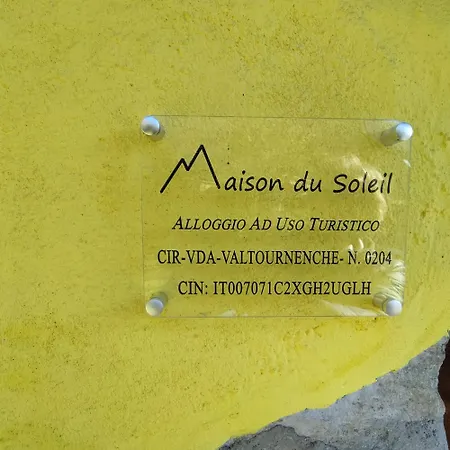 Maison du Soleil
Alloggio Ad Uso Turistico
CIR-VDA-VALTOURNENCHE- N. 0204
CIN: IT007071C2XGH2UGLH